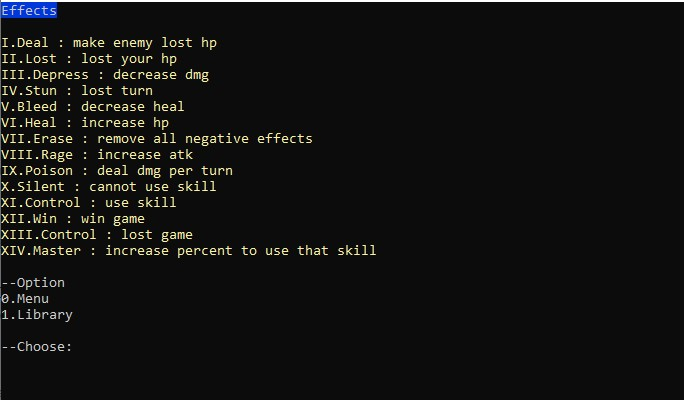 Effects
I.Deal : make enemy lost hp
II.Lost : lost your hp
III.Depress : decrease dmg
IV.Stun : lost turn
V.Bleed : decrease heal
VI.Heal : increase hp
VII.Erase : remove all negative effects
VIII.Rage : increase atk
IX.Poison : deal dmg per turn
X.Silent : cannot use skill
XI.Control : use skill
XII.Win : win game
XIII.Control : lost game
XIV.Master : increase percent to use that skill
--Option
0.Menu
1.Library
--Choose: